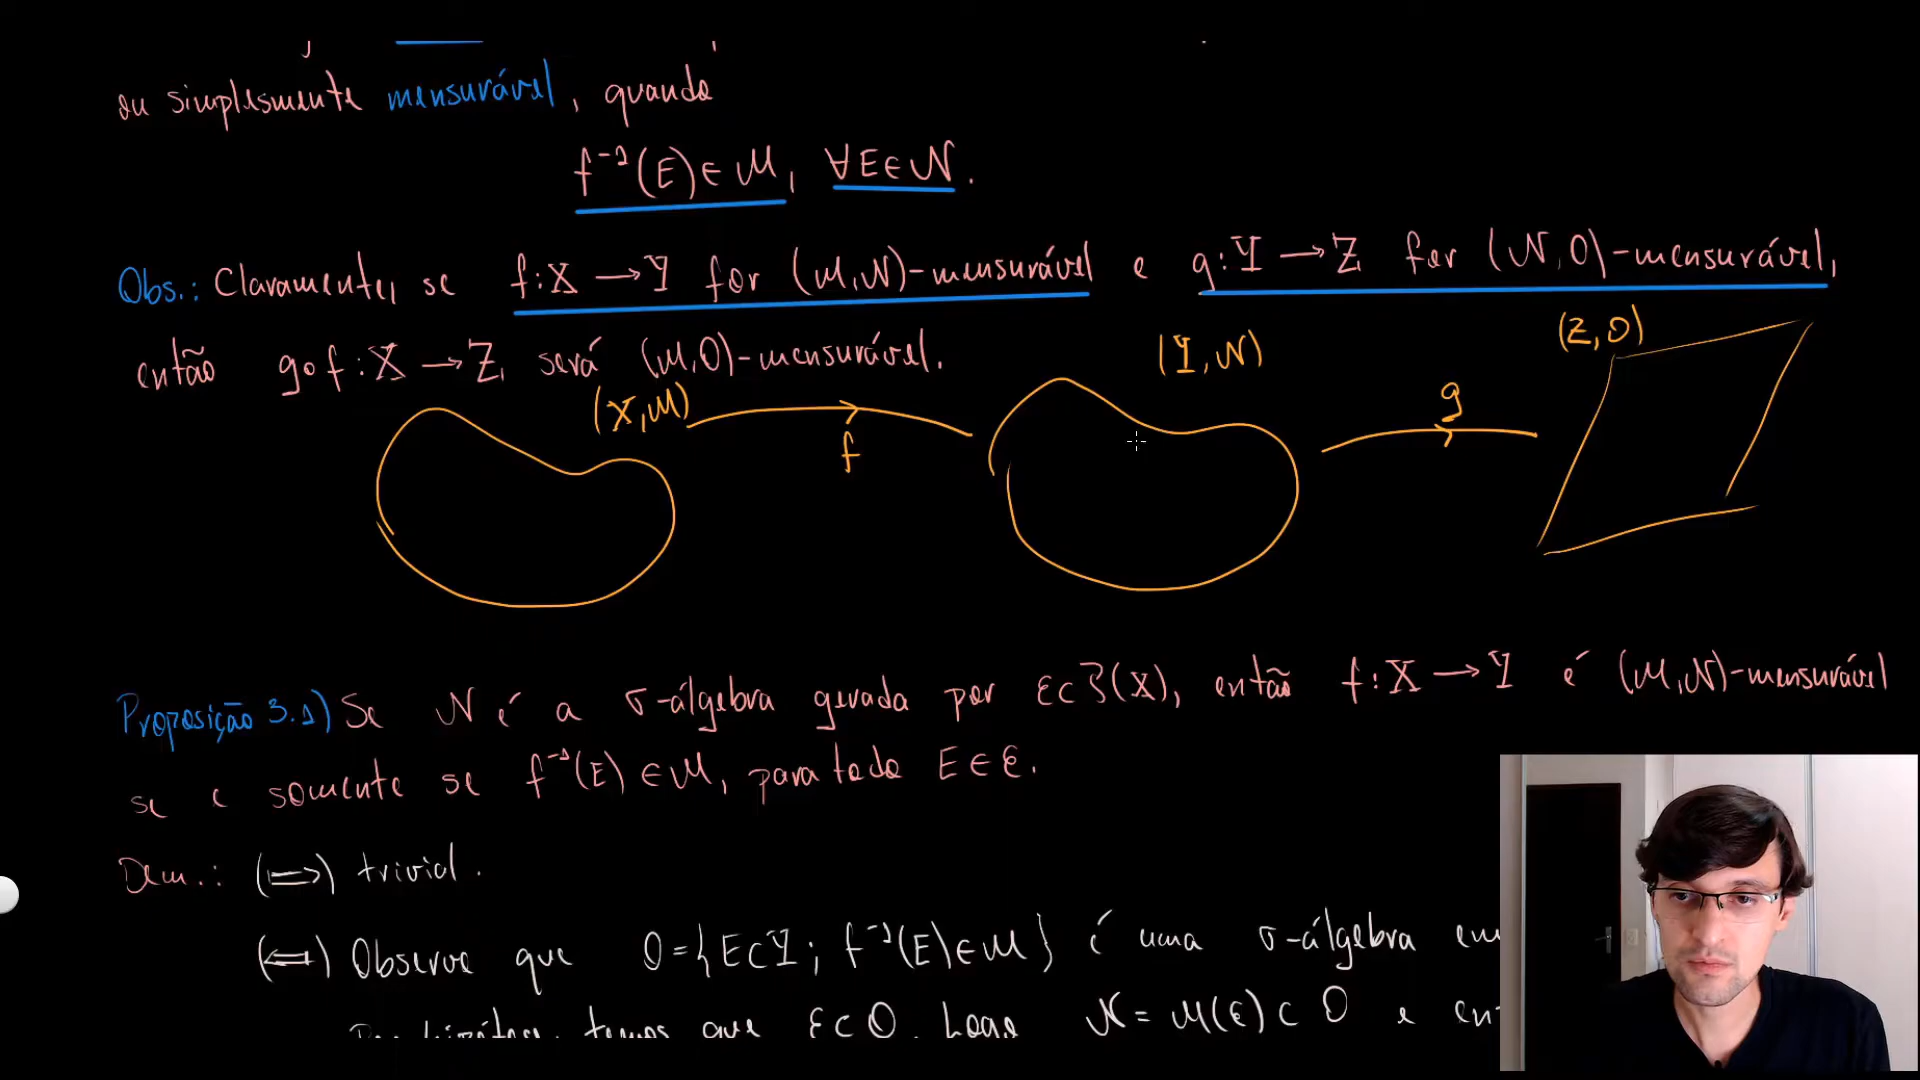 ou simplesmente mensurável, quando
f⁻¹(E) ∈ M, ∀E ∈ N.
Obs.: Claramente, se f: X → Y for (M,N)-mensurável e g: Y → Z for (N,O)-mensurável,
então g∘f: X → Z, será (M,O)-mensurável.
(X,M) f (Y,N) g (Z,O)
Proposição 3.1) Se N é a σ-álgebra gerada por ε ⊂ P(X), então f: X → Y é (M,N)-mensurável
se e somente se f⁻¹(E) ∈ M, para todo E ∈ ε.
Dem.: (⟹) trivial.
(⟸) Observe que O = {E ⊂ Y; f⁻¹(E) ∈ M} é uma σ-álgebra em
temos que ε ⊂ O. Logo N = M(ε) ⊂ O e